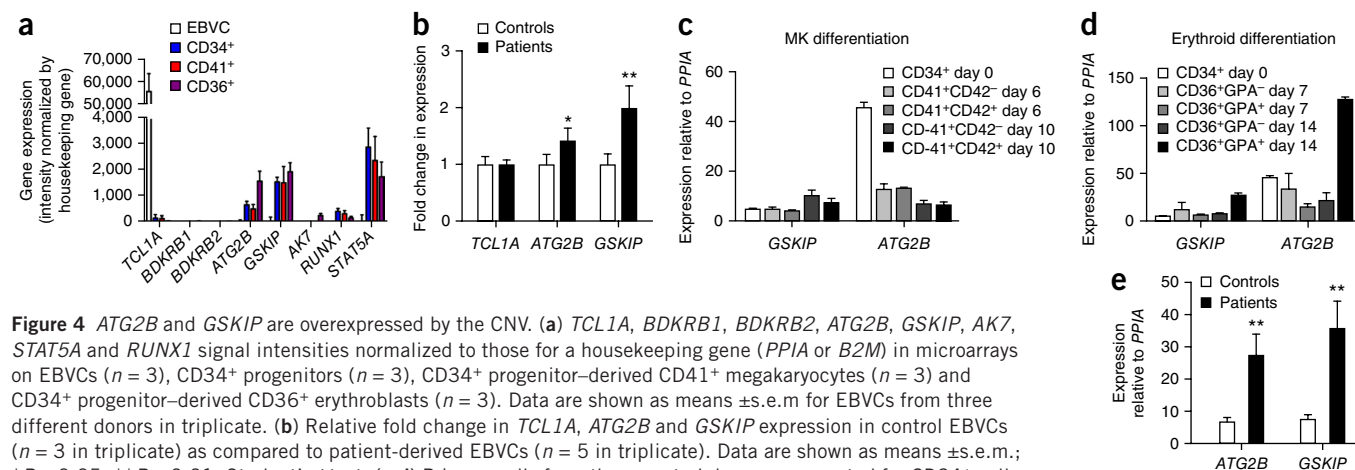 a
EBVC
CD34+
CD41+
CD36+
70,000
60,000
50,000
4,000
3,000
2,000
1,000
0
Gene expression
(intensity normalized by
housekeeping gene)
TCL1A
BDKRB1
BDKRB2
ATG2B
GSKIP
AK7
RUNX1
STAT5A
b
Controls
Patients
3
2
1
0
Fold change in expression
*
**
TCL1A ATG2B GSKIP
c
MK differentiation
60
40
20
0
Expression relative to PPIA
CD34+ day 0
CD41+CD42− day 6
CD41+CD42+ day 6
CD-41+CD42− day 10
CD-41+CD42+ day 10
GSKIP ATG2B
d
Erythroid differentiation
150
100
50
0
Expression relative to PPIA
CD34+ day 0
CD36+GPA− day 7
CD36+GPA+ day 7
CD36+GPA− day 14
CD36+GPA+ day 14
GSKIP ATG2B
e
50
40
30
20
10
0
Expression
relative to PPIA
Controls
Patients
**
**
ATG2B GSKIP
Figure 4 ATG2B and GSKIP are overexpressed by the CNV. (a) TCL1A, BDKRB1, BDKRB2, ATG2B, GSKIP, AK7,
STAT5A and RUNX1 signal intensities normalized to those for a housekeeping gene (PPIA or B2M) in microarrays
on EBVCs (n = 3), CD34+ progenitors (n = 3), CD34+ progenitor–derived CD41+ megakaryocytes (n = 3) and
CD34+ progenitor–derived CD36+ erythroblasts (n = 3). Data are shown as means ±s.e.m for EBVCs from three
different donors in triplicate. (b) Relative fold change in TCL1A, ATG2B and GSKIP expression in control EBVCs
(n = 3 in triplicate) as compared to patient-derived EBVCs (n = 5 in triplicate). Data are shown as means ±s.e.m.;